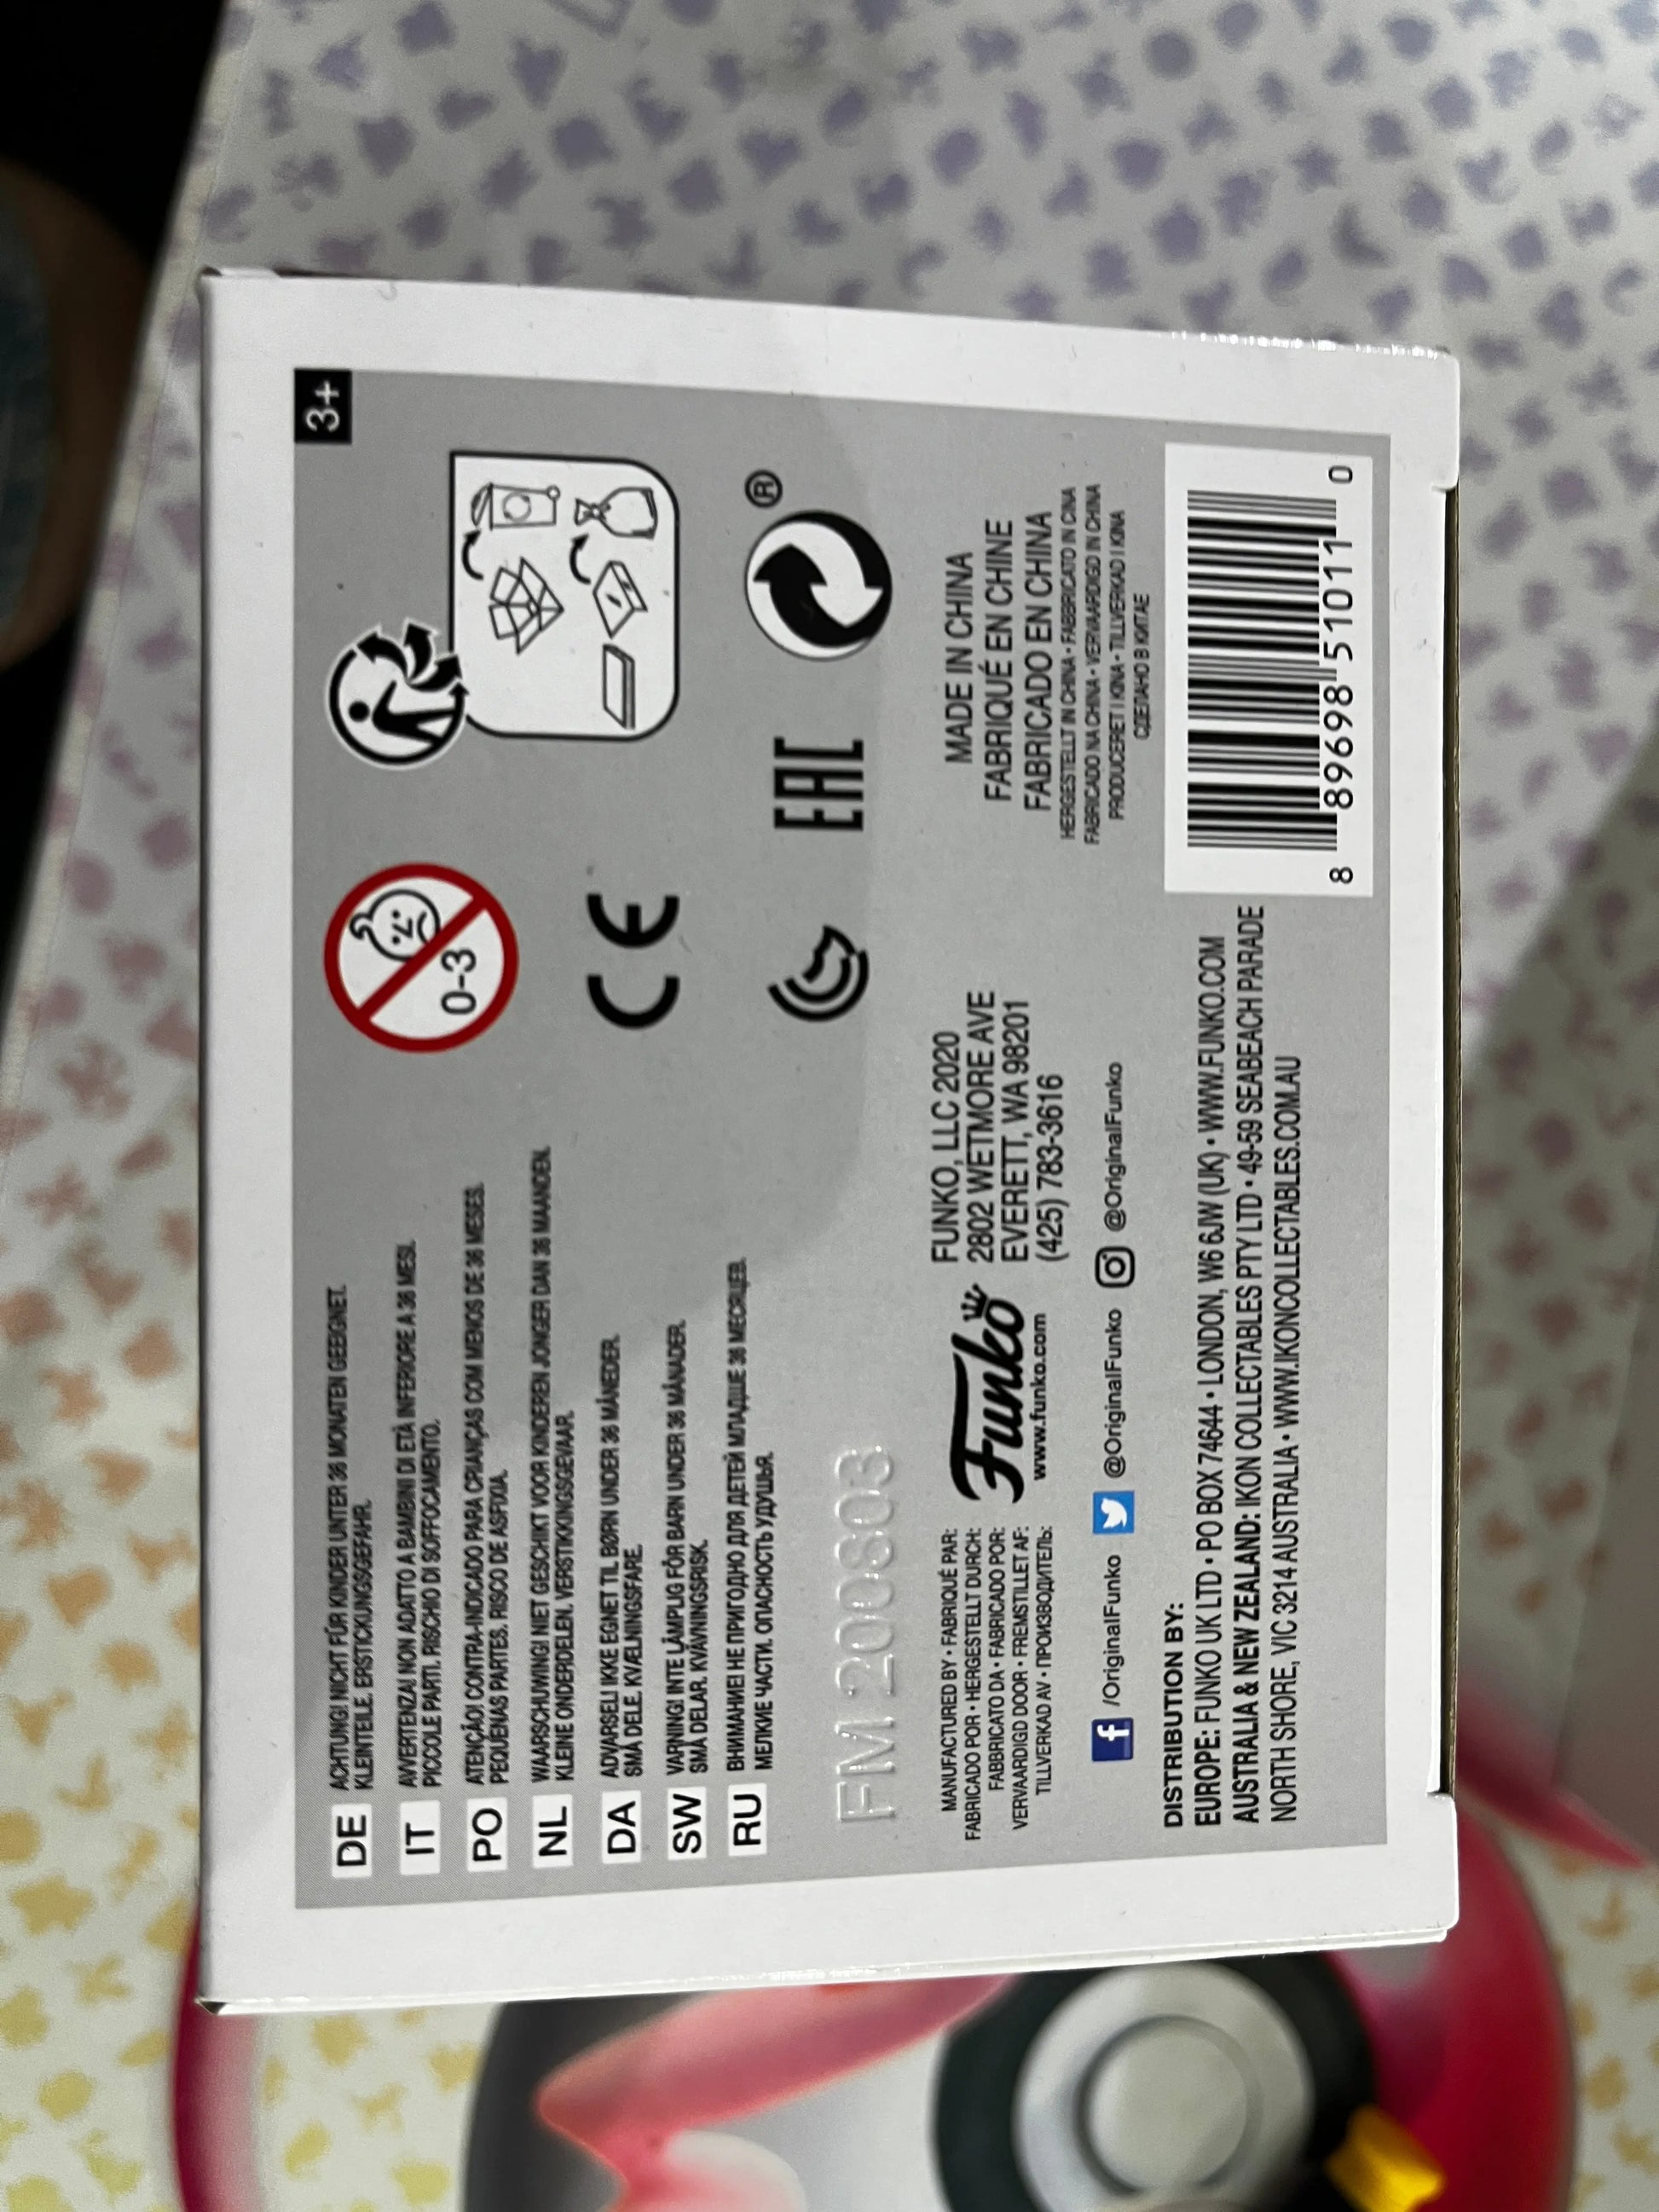 3+
DE ACHTUNG! NICHT FÜR KINDER UNTER 36 MONATEN GEEIGNET.
KLEINTEILE. ERSTICKUNGSGEFAHR.
IT AVVERTENZA! NON ADATTO A BAMBINI DI ETÀ INFERIORE A 36 MESI.
PICCOLE PARTI. RISCHIO DI SOFFOCAMENTO.
PO ATENÇÃO! CONTRA-INDICADO PARA CRIANÇAS COM MENOS DE 36 MESES.
PEQUENAS PARTES. RISCO DE ASFIXIA.
NL WAARSCHUWING! NIET GESCHIKT VOOR KINDEREN JONGER DAN 36 MAANDEN.
KLEINE ONDERDELEN. VERSTIKKINGSGEVAAR.
DA ADVARSEL! IKKE EGNET TIL BØRN UNDER 36 MÅNEDER.
SMÅ DELE. KVÆLNINGSFARE.
SW VARNING! INTE LÄMPLIG FÖR BARN UNDER 36 MÅNADER.
SMÅ DELAR. KVÄVNINGSRISK.
RU ВНИМАНИЕ! НЕ ПРИГОДНО ДЛЯ ДЕТЕЙ МЛАДШЕ 36 МЕСЯЦЕВ.
МЕЛКИЕ ЧАСТИ. ОПАСНОСТЬ УДУШЬЯ.
0-3
CE
EAC
®
FM 200803
MANUFACTURED BY • FABRIQUÉ PAR:
FABRICADO POR • HERGESTELLT DURCH:
FABBRICATO DA • FABRICADO POR:
VERVAARDIGD DOOR • FREMSTILLET AF:
TILLVERKAD AV • ПРОИЗВОДИТЕЛЬ:
Funko
www.funko.com
FUNKO, LLC 2020
2802 WETMORE AVE
EVERETT, WA 98201
(425) 783-3616
/OriginalFunko @OriginalFunko @OriginalFunko
MADE IN CHINA
FABRIQUÉ EN CHINE
FABRICADO EN CHINA
HERGESTELLT IN CHINA • FABBRICATO IN CINA
FABRICADO NA CHINA • VERVAARDIGD IN CHINA
PRODUCERET I KINA • TILLVERKAD I KINA
СДЕЛАНО В КИТАЕ
DISTRIBUTION BY:
EUROPE: FUNKO UK LTD • PO BOX 74644 • LONDON, W6 6JW (UK) • WWW.FUNKO.COM
AUSTRALIA & NEW ZEALAND: IKON COLLECTABLES PTY LTD • 49-59 SEABEACH PARADE
NORTH SHORE, VIC 3214 AUSTRALIA • WWW.IKONCOLLECTABLES.COM.AU
8 89698 51011 0